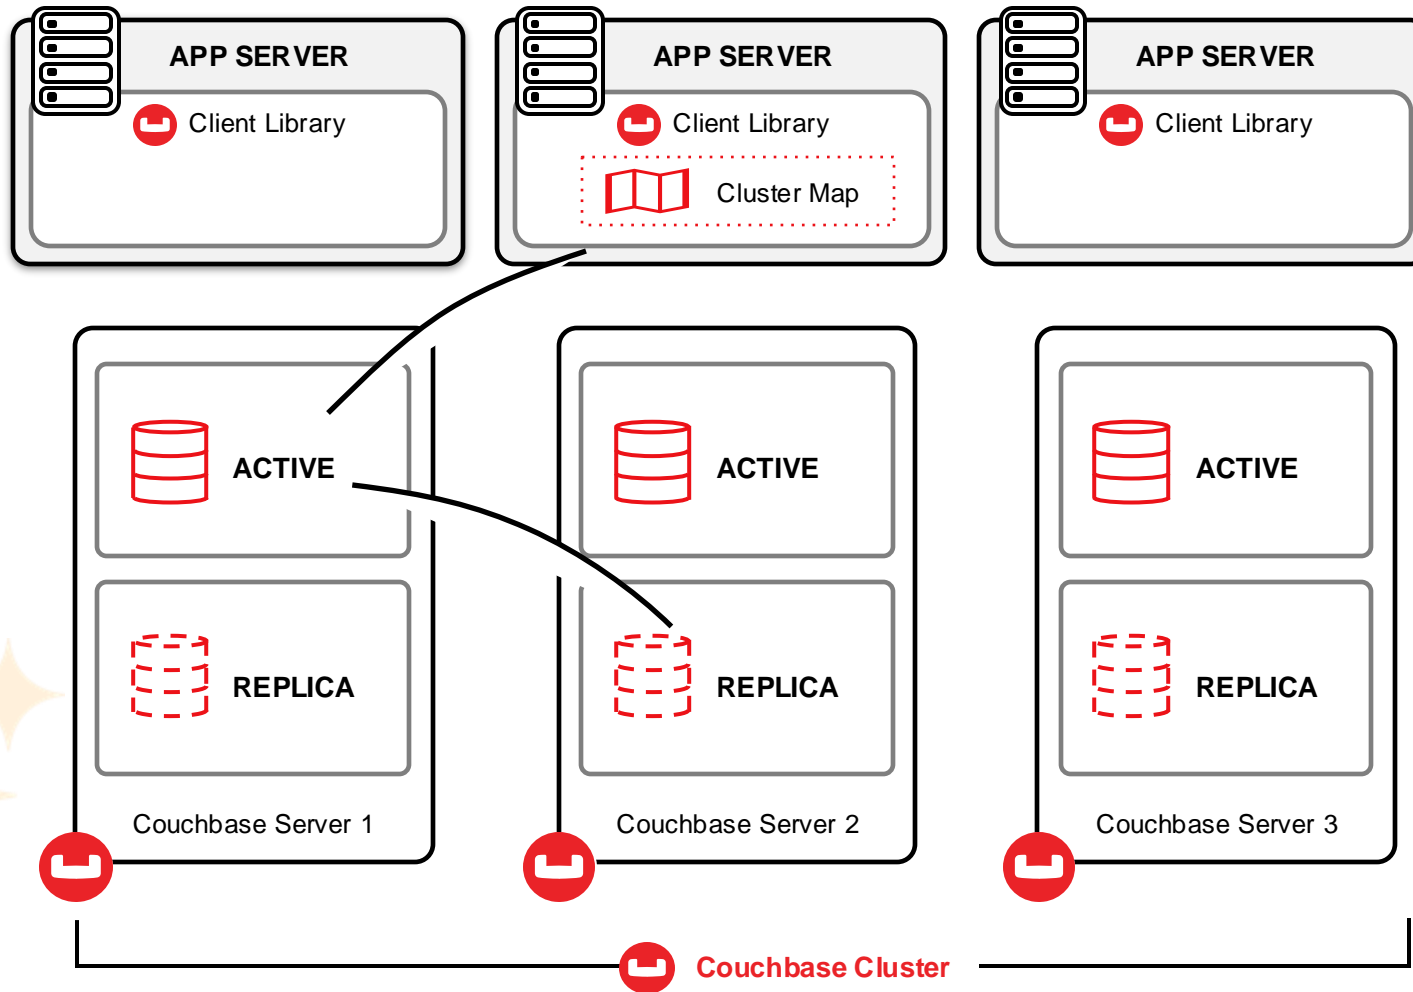 APP SERVER
Client Library
APP SERVER
Client Library
Cluster Map
APP SERVER
Client Library
ACTIVE
REPLICA
Couchbase Server 1
ACTIVE
REPLICA
Couchbase Server 2
ACTIVE
REPLICA
Couchbase Server 3
Couchbase Cluster